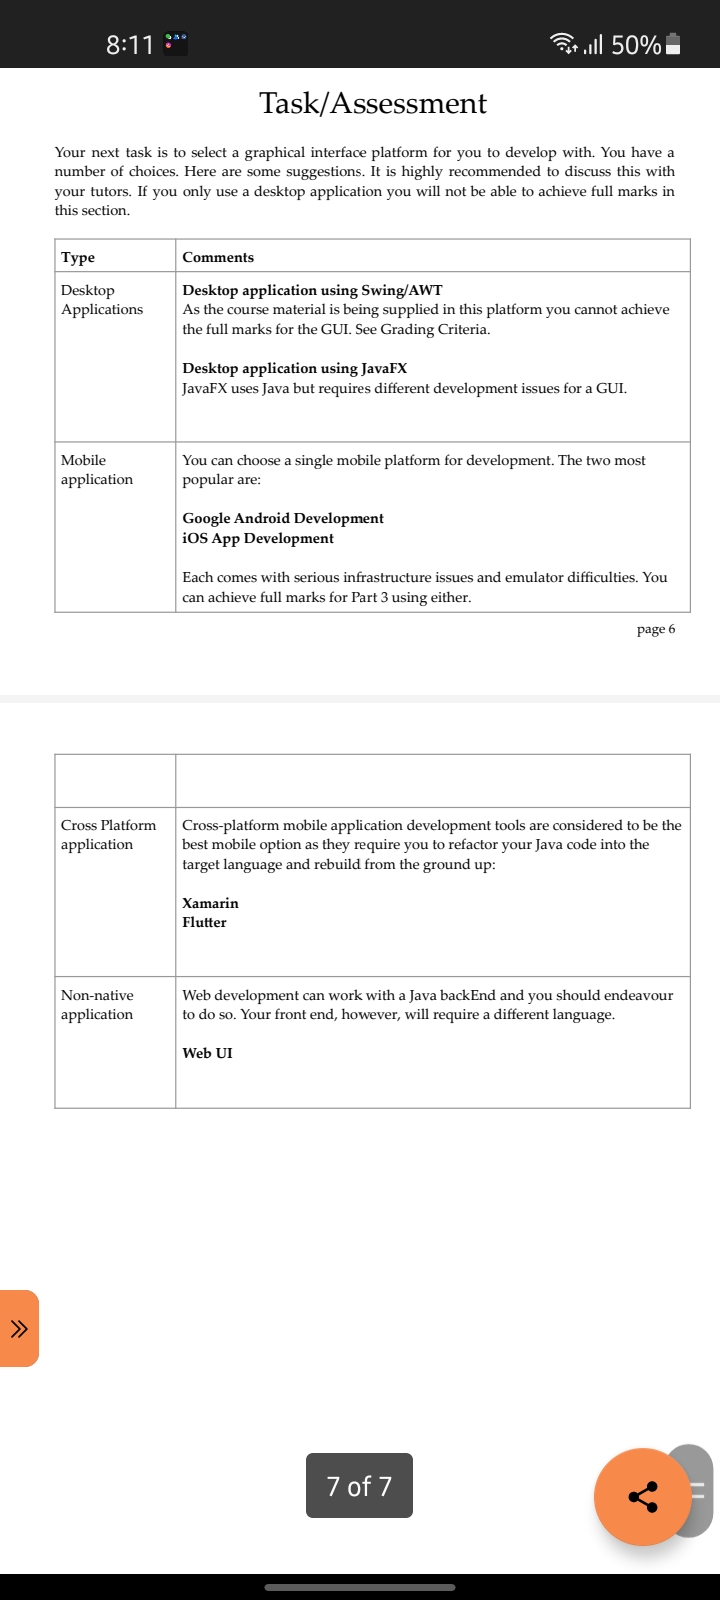 8:11
50%
Task/Assessment
Your next task is to select a graphical interface platform for you to develop with. You have a
number of choices. Here are some suggestions. It is highly recommended to discuss this with
your tutors. If you only use a desktop application you will not be able to achieve full marks in
this section.
Type
Comments
Desktop
Applications
Desktop application using Swing/AWT
As the course material is being supplied in this platform you cannot achieve
the full marks for the GUI. See Grading Criteria.
Desktop application using JavaFX
JavaFX uses Java but requires different development issues for a GUI.
Mobile
application
You can choose a single mobile platform for development. The two most
popular are:
Google Android Development
iOS App Development
Each comes with serious infrastructure issues and emulator difficulties. You
can achieve full marks for Part 3 using either.
page 6
Cross Platform
application
Cross-platform mobile application development tools are considered to be the
best mobile option as they require you to refactor your Java code into the
target language and rebuild from the ground up:
Xamarin
Flutter
Non-native
application
Web development can work with a Java backEnd and you should endeavour
to do so. Your front end, however, will require a different language.
Web UI
7 of 7